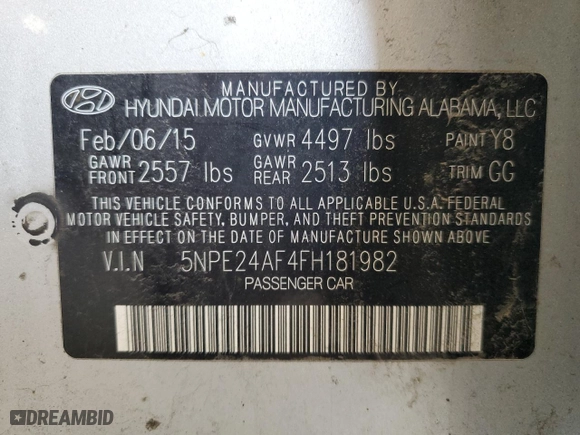 MANUFACTURED BY
HYUNDAI MOTOR MANUFACTURING ALABAMA, LLC
Feb/06/15 GVWR 4497 lbs PAINT Y8
GAWR FRONT 2557 lbs GAWR REAR 2513 lbs TRIM GG
THIS VEHICLE CONFORMS TO ALL APPLICABLE U.S.A. FEDERAL
MOTOR VEHICLE SAFETY, BUMPER, AND THEFT PREVENTION STANDARDS
IN EFFECT ON THE DATE OF MANUFACTURE SHOWN ABOVE.
V.I.N 5NPE24AF4FH181982
PASSENGER CAR
DREAMBID